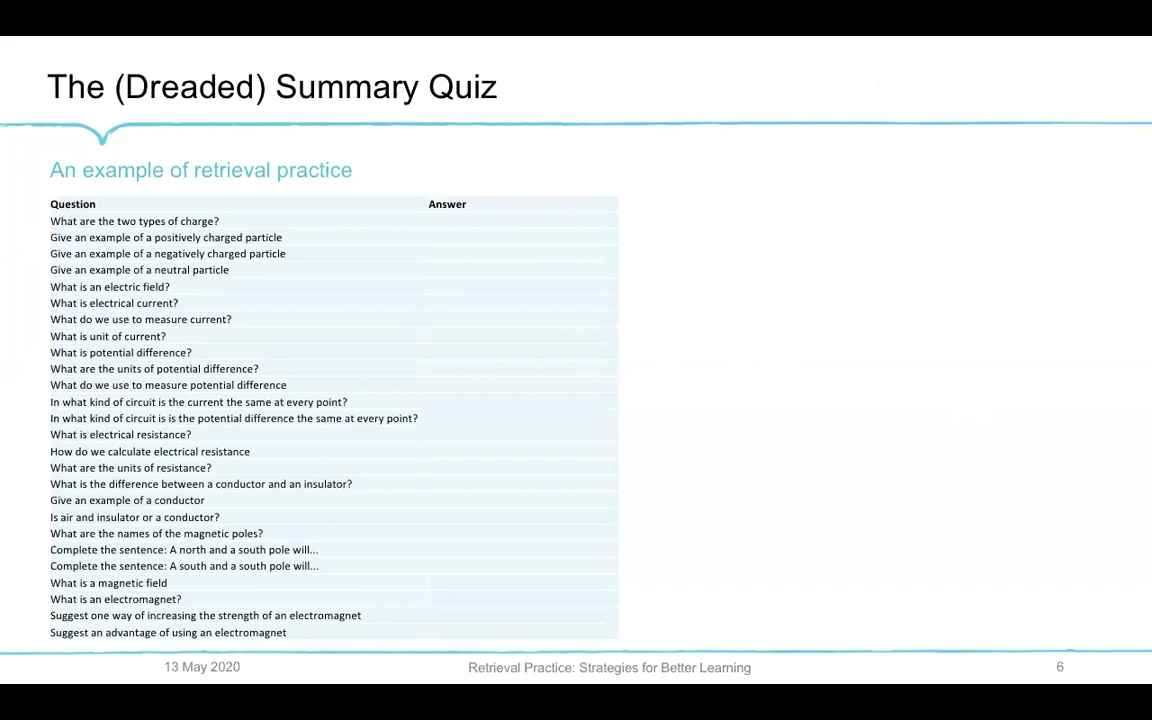 The (Dreaded) Summary Quiz
An example of retrieval practice
Question Answer
What are the two types of charge?
Give an example of a positively charged particle
Give an example of a negatively charged particle
Give an example of a neutral particle
What is an electric field?
What is electrical current?
What do we use to measure current?
What is unit of current?
What is potential difference?
What are the units of potential difference?
What do we use to measure potential difference
In what kind of circuit is the current the same at every point?
In what kind of circuit is is the potential difference the same at every point?
What is electrical resistance?
How do we calculate electrical resistance
What are the units of resistance?
What is the difference between a conductor and an insulator?
Give an example of a conductor
Is air and insulator or a conductor?
What are the names of the magnetic poles?
Complete the sentence: A north and a south pole will...
Complete the sentence: A south and a south pole will...
What is a magnetic field
What is an electromagnet?
Suggest one way of increasing the strength of an electromagnet
Suggest an advantage of using an electromagnet
13 May 2020 Retrieval Practice: Strategies for Better Learning 6